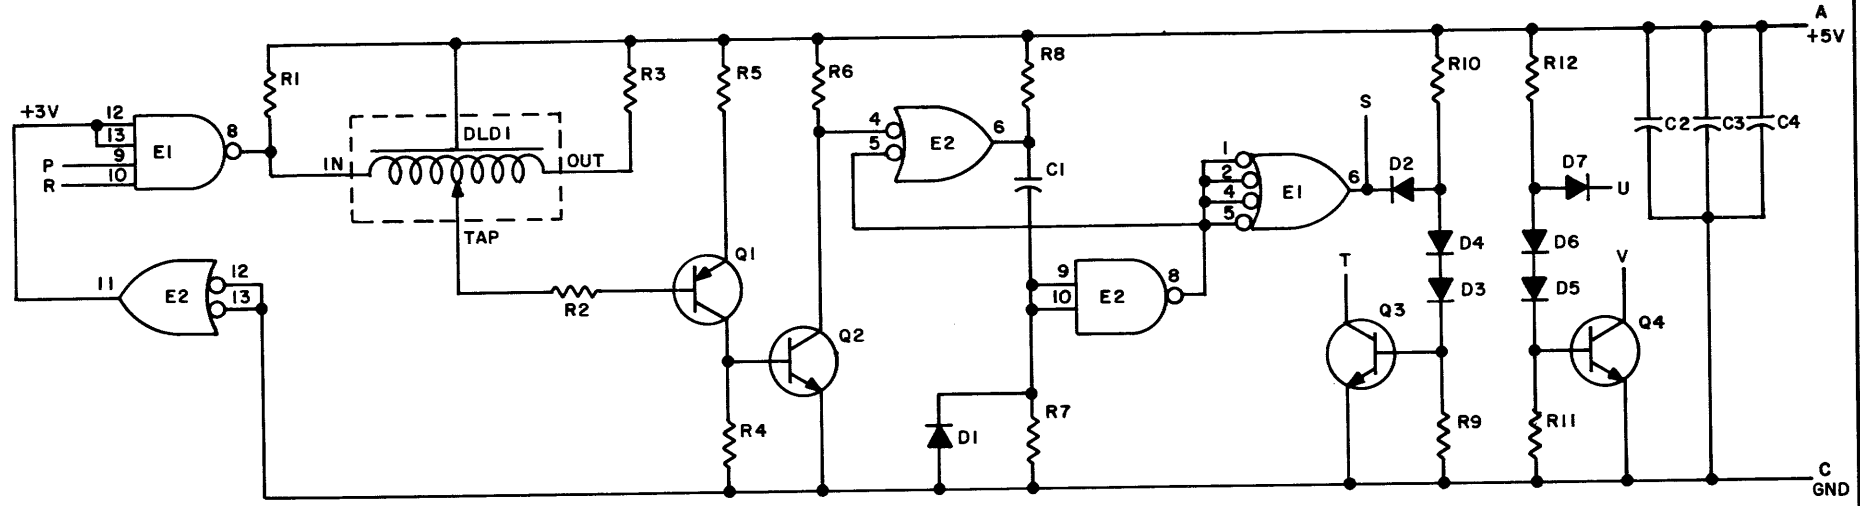 A
+5V
R1
R3
R5
R6
R8
R10
R12
+3V
12
13
9
10
P
R
E1
8
IN
DLD1
OUT
TAP
4
5
E2
6
C1
1
2
4
5
E1
6
S
D2
D7
U
C2
C3
C4
11
E2
12
13
R2
Q1
Q2
9
10
E2
8
T
D4
D3
Q3
D6
D5
V
Q4
R4
D1
R7
R9
R11
C
GND